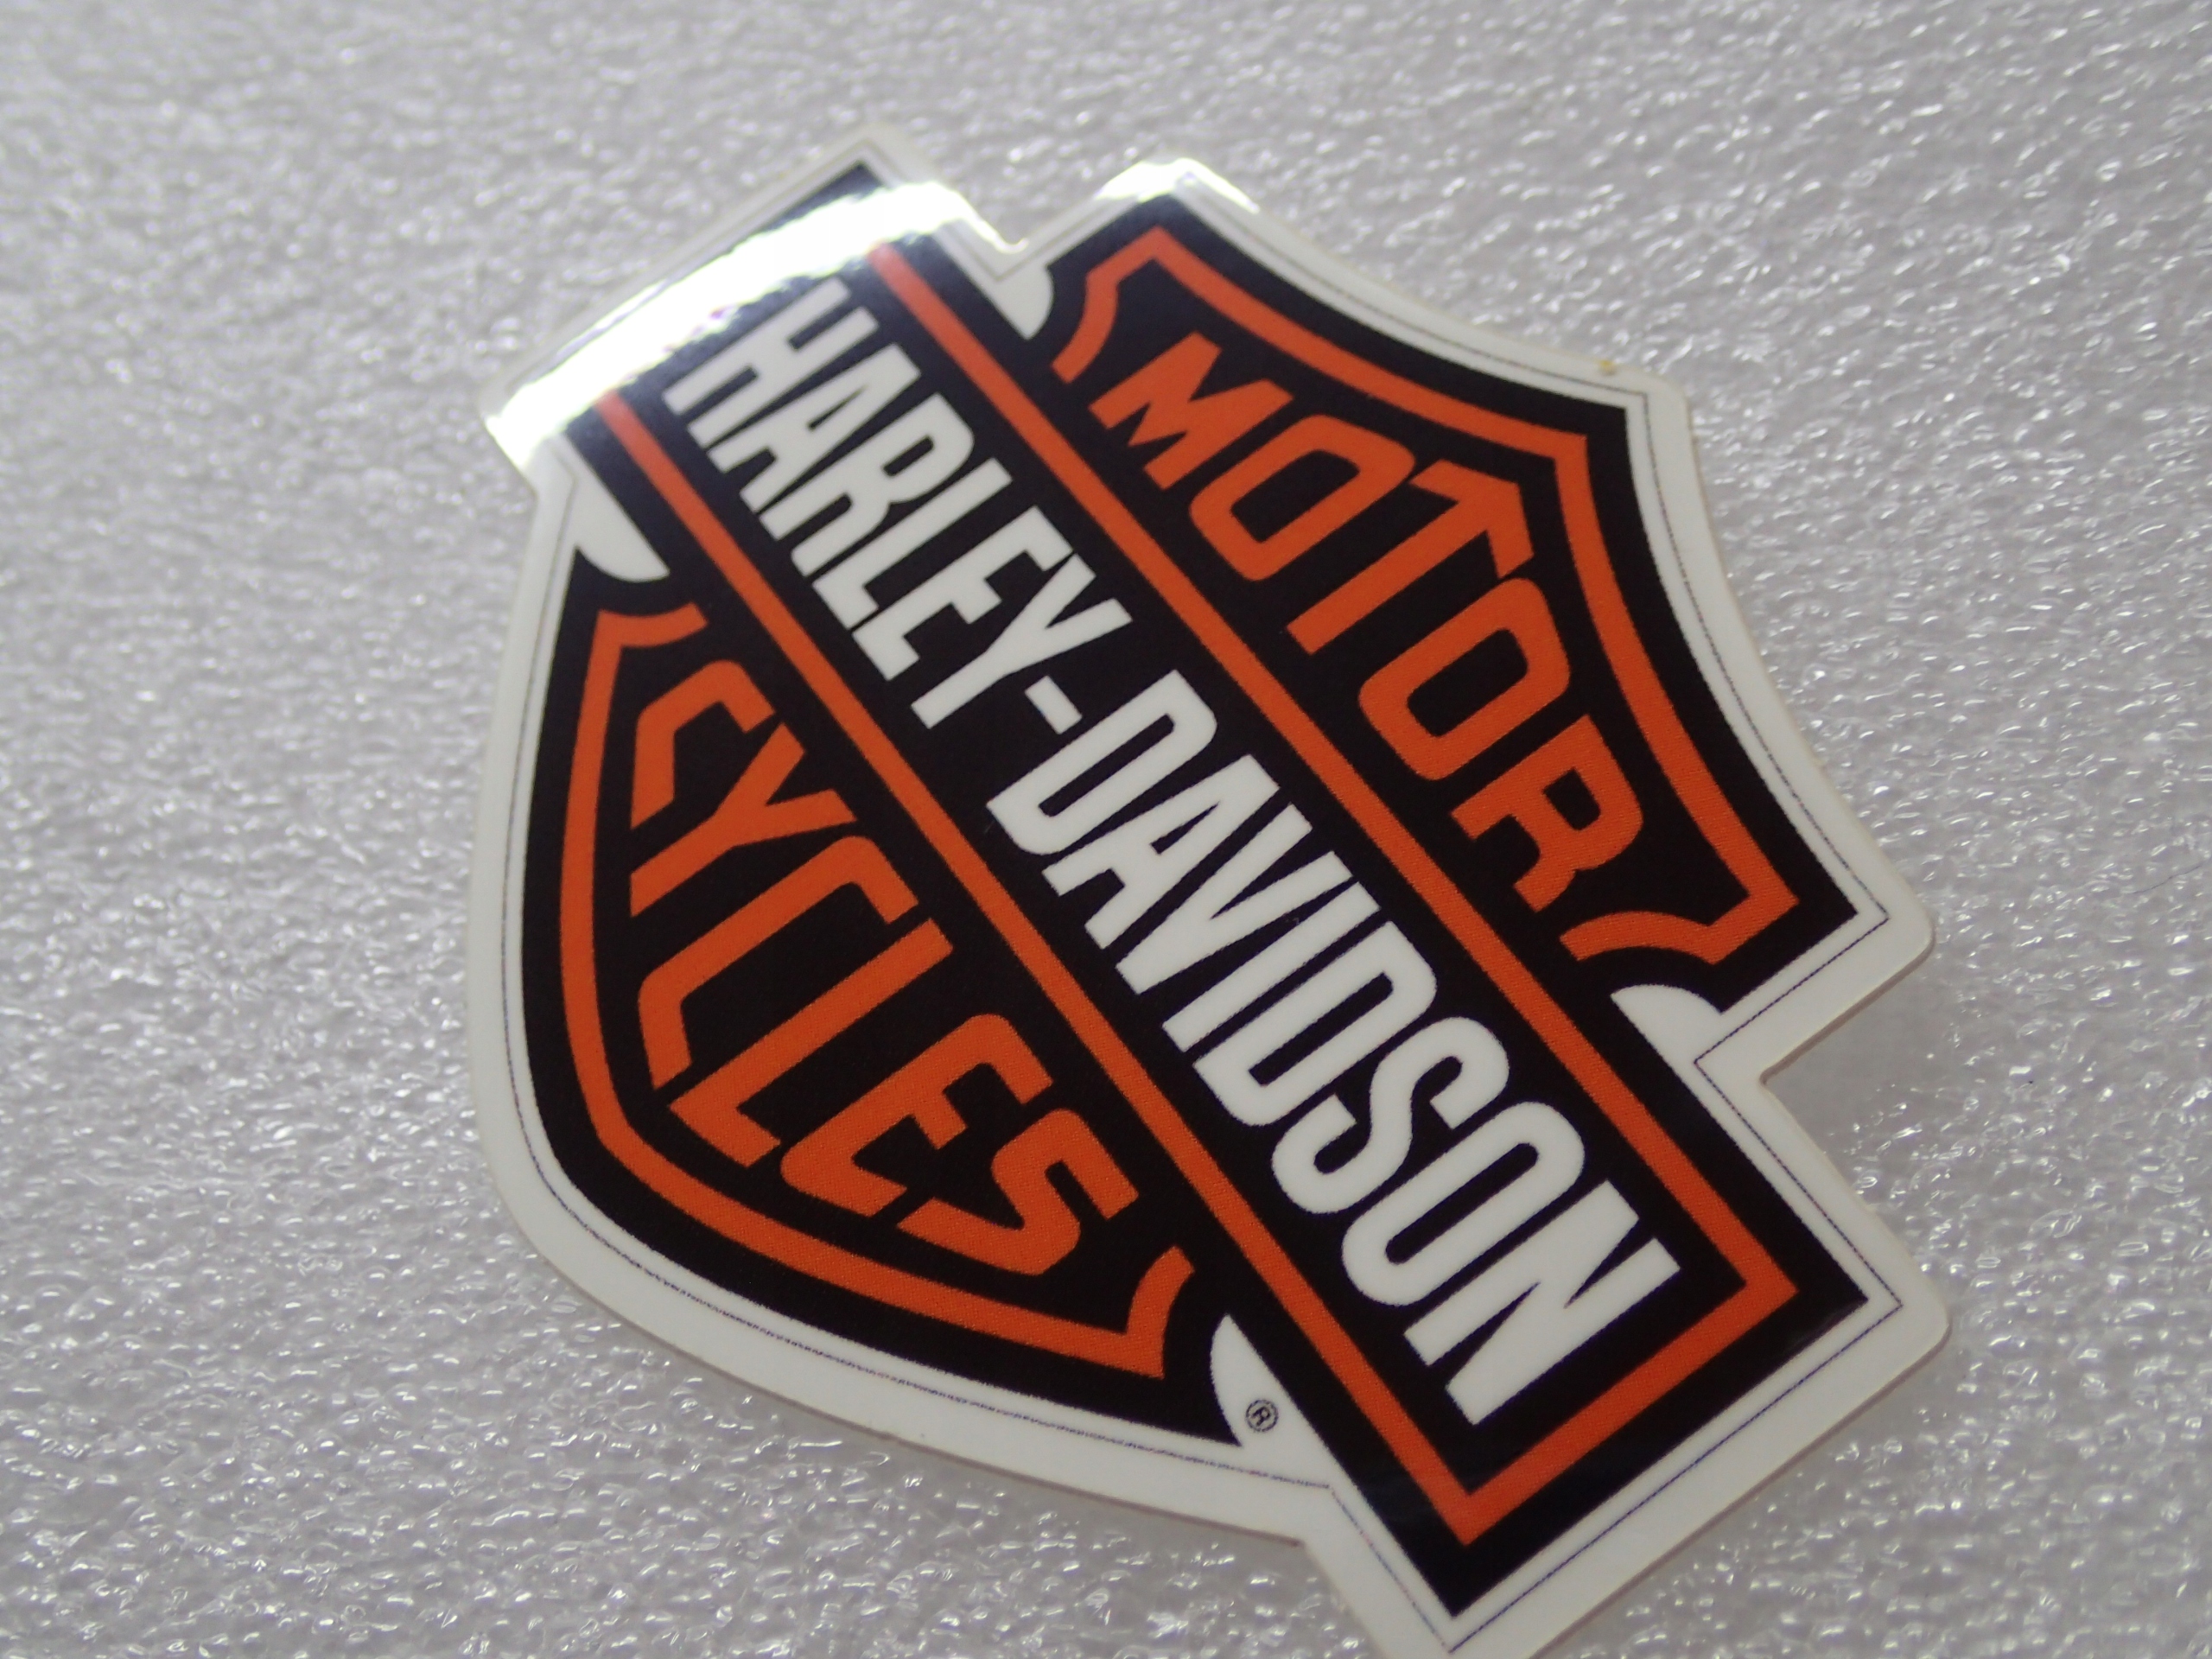 MOTOR
HARLEY-DAVIDSON
CYCLES
®